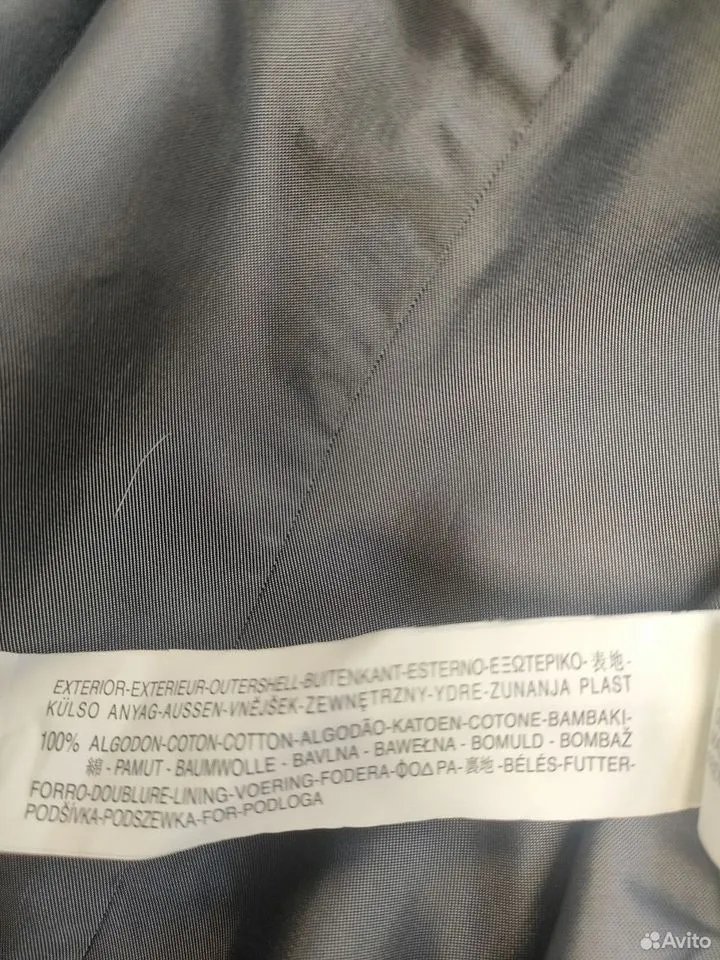 EXTERIOR-EXTERIEUR-OUTERSHELL-BUITENKANT-ESTERNO-ΕΞΩΤΕΡΙΚΟ-表地-
KÜLSO ANYAG-AUSSEN-VNĚJŠEK-ZEWNĘTRZNY-YDRE-ZUNANJA PLAST
100% ALGODON-COTON-COTTON-ALGODÃO-KATOEN-COTONE-BAMBAKI-
綿-PAMUT - BAUMWOLLE - BAVLNA - BAWEŁNA - BOMULD - BOMBAŽ
FORRO-DOUBLURE-LINING-VOERING-FODERA-ΦΟΔΡΑ-裏地-BÉLÉS-FUTTER-
PODŠÍVKA-PODSZEWKA-FOR-PODLOGA
Avito